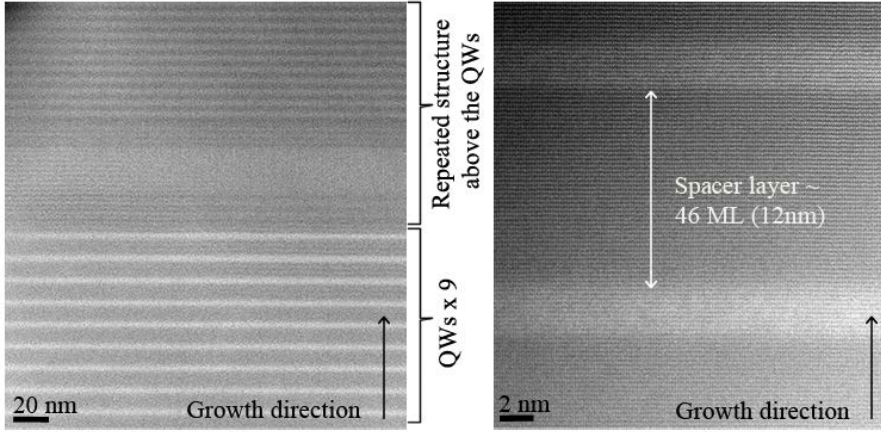 Repeated structure
above the QWs
QWs x 9
20 nm
Growth direction
Spacer layer ~
46 ML (12nm)
2 nm
Growth direction